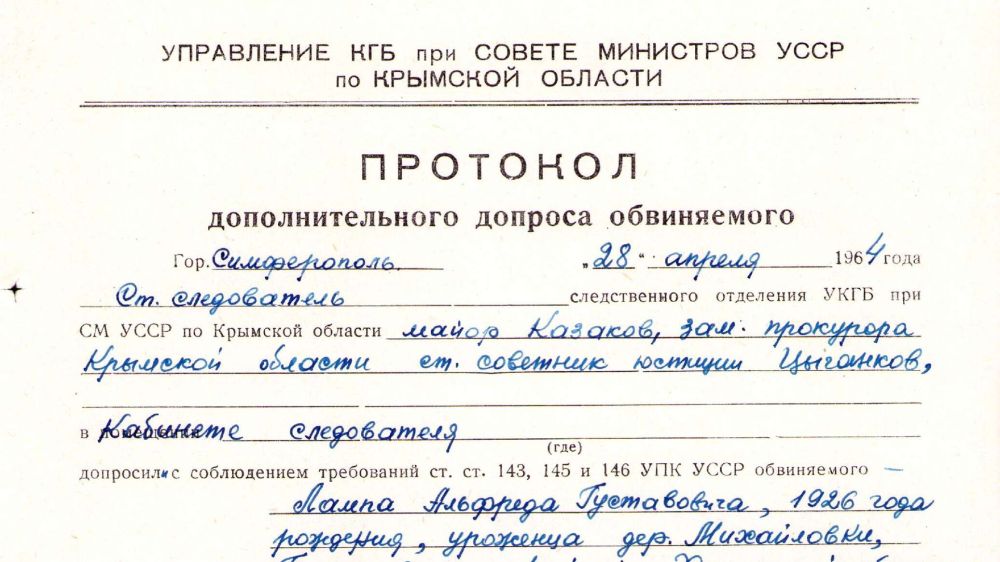 УПРАВЛЕНИЕ КГБ при СОВЕТЕ МИНИСТРОВ УССР
по КРЫМСКОЙ ОБЛАСТИ
ПРОТОКОЛ
дополнительного допроса обвиняемого
Гор. Симферополь. „28“ апреля 1964 года
Ст. следователь следственного отделения УКГБ при
СМ УССР по Крымской области майор Казаков, зам. прокурора
Крымской области ст. советник юстиции Цыганков,
в Кабинете следователя
(где)
допросили с соблюдением требований ст. ст. 143, 145 и 146 УПК УССР обвиняемого —
Лампа Альфреда Густавовича, 1926 года
рождения, уроженца дер. Михайловки,